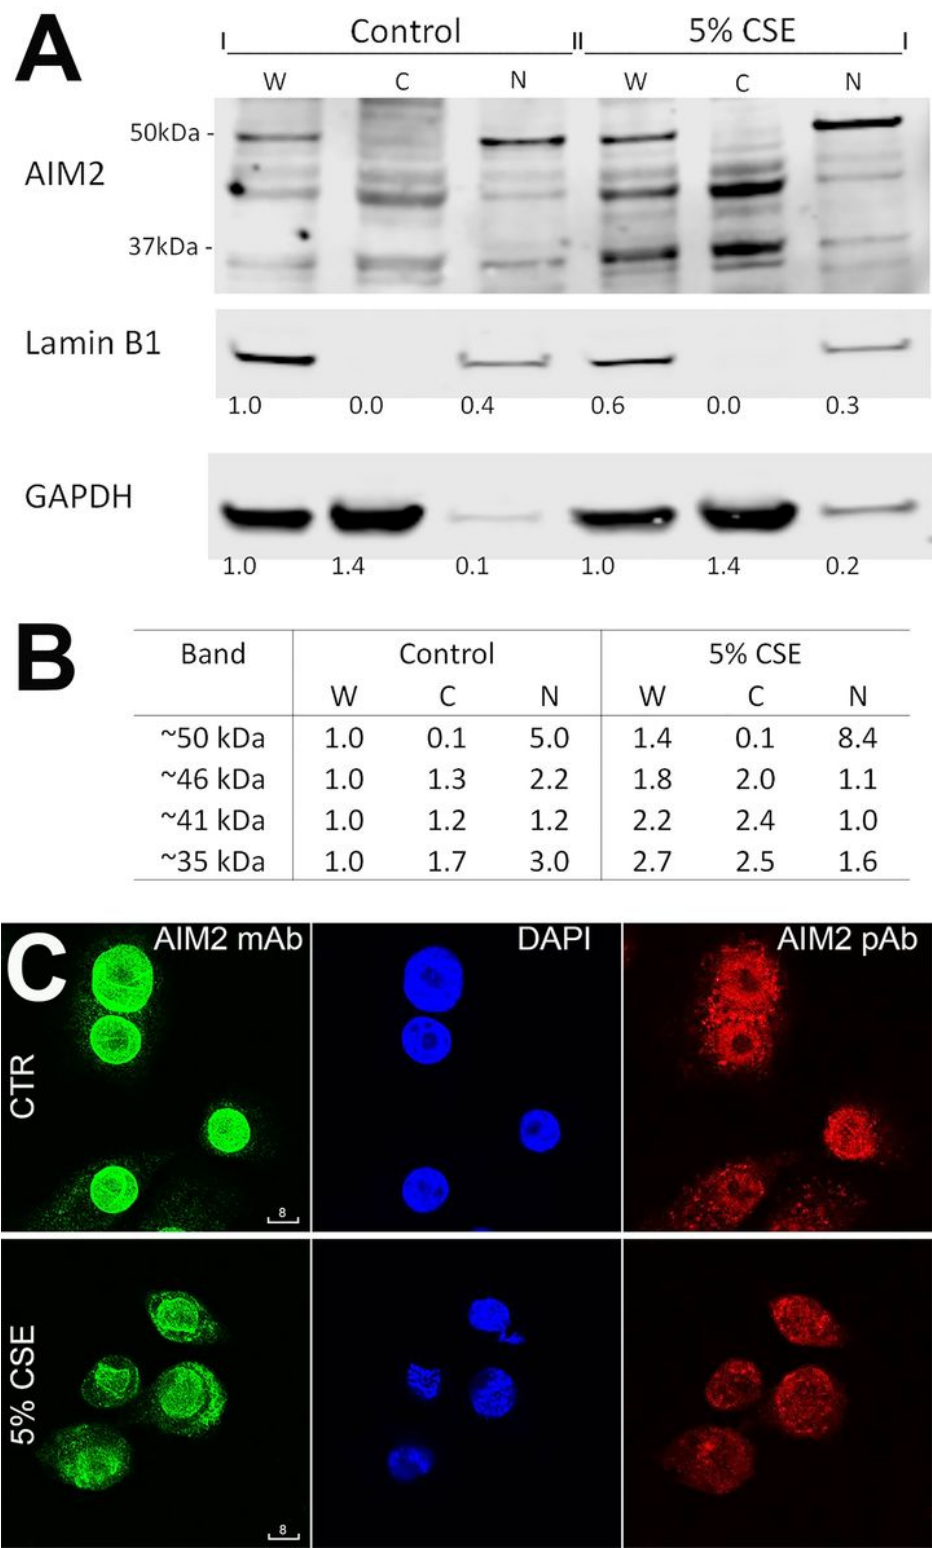 A
Control
5% CSE
W C N W C N
50kDa -
AIM2
37kDa -
Lamin B1
1.0 0.0 0.4 0.6 0.0 0.3
GAPDH
1.0 1.4 0.1 1.0 1.4 0.2
B
Band Control 5% CSE
W C N W C N
~50 kDa 1.0 0.1 5.0 1.4 0.1 8.4
~46 kDa 1.0 1.3 2.2 1.8 2.0 1.1
~41 kDa 1.0 1.2 1.2 2.2 2.4 1.0
~35 kDa 1.0 1.7 3.0 2.7 2.5 1.6
C
AIM2 mAb DAPI AIM2 pAb
CTR
8
5% CSE
8